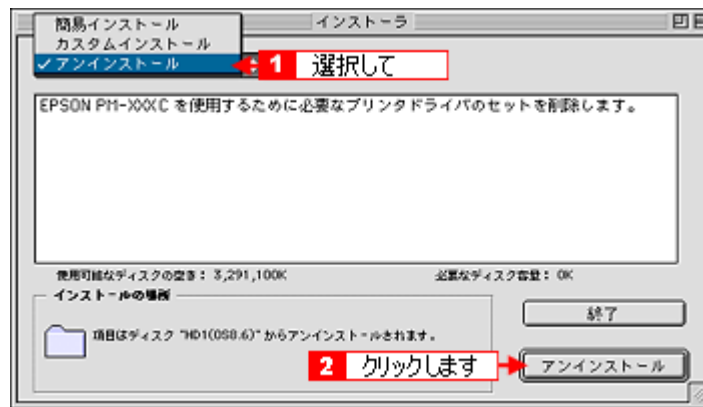 インストーラ
簡易インストール
カスタムインストール
✓アンインストール
1 選択して
EPSON PM-XXXC を使用するために必要なプリンタドライバのセットを削除します。
使用可能なディスクの空き： 3,291,100K
必要なディスク容量： 0K
インストールの場所
項目はディスク “HD1(OS8.6)” からアンインストールされます。
終了
2 クリックします
アンインストール